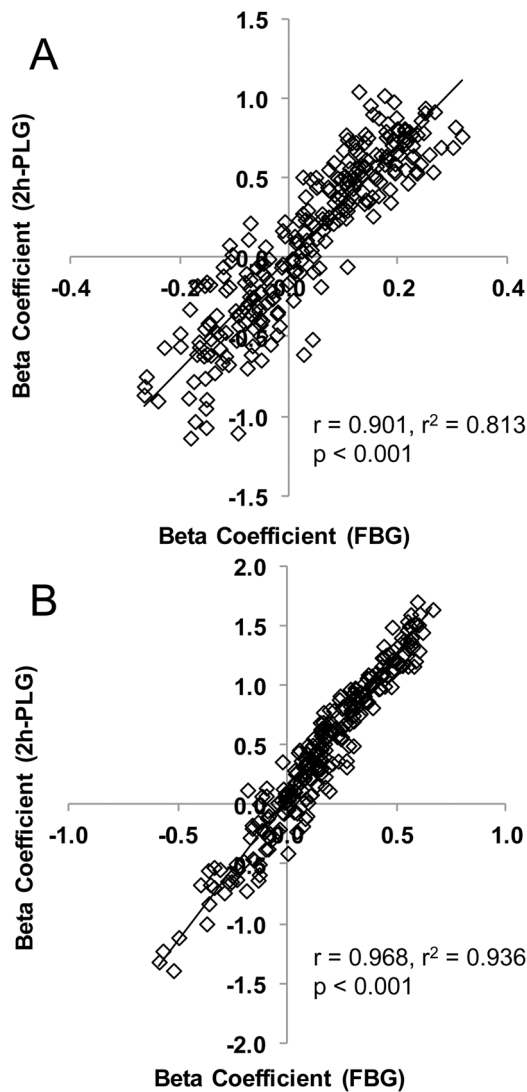 A
Beta Coefficient (2h-PLG)
1.5
1.0
0.5
0.0
-0.4
-0.2
0.0
0.2
0.4
-0.5
-1.0
-1.5
r = 0.901, r² = 0.813
p < 0.001
Beta Coefficient (FBG)
B
Beta Coefficient (2h-PLG)
2.0
1.5
1.0
0.5
0.0
-1.0
-0.5
0.0
0.5
1.0
-0.5
-1.0
-1.5
-2.0
r = 0.968, r² = 0.936
p < 0.001
Beta Coefficient (FBG)